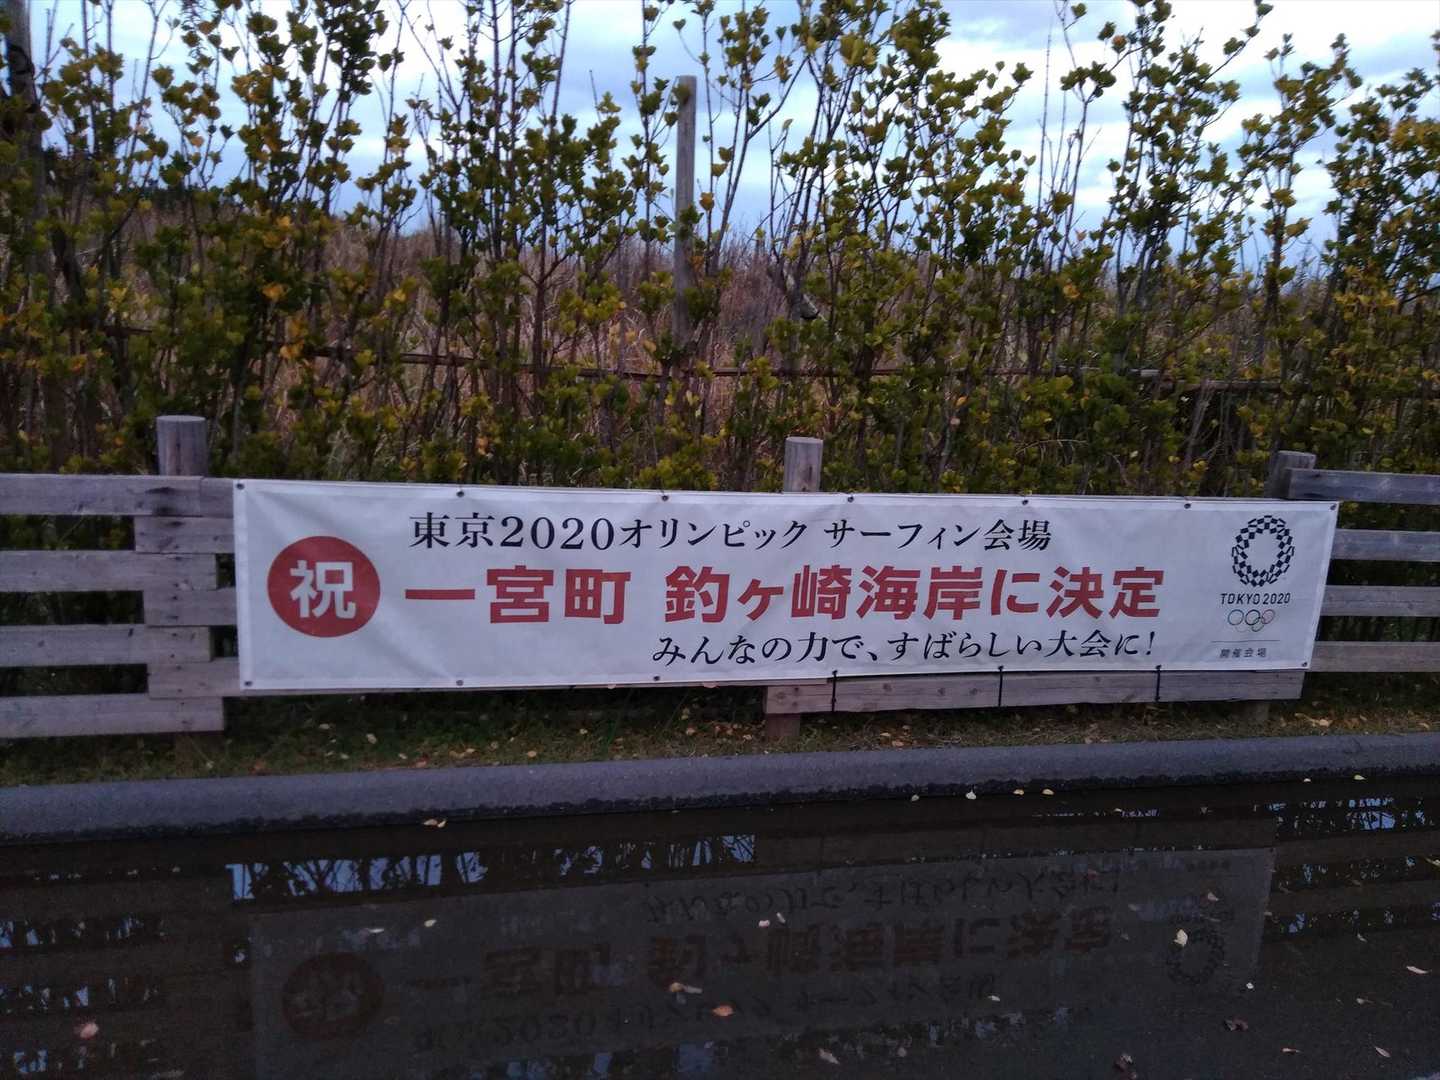 祝
東京2020オリンピック サーフィン会場
一宮町 釣ヶ崎海岸に決定
みんなの力で、すばらしい大会に!
TOKYO 2020
開催会場